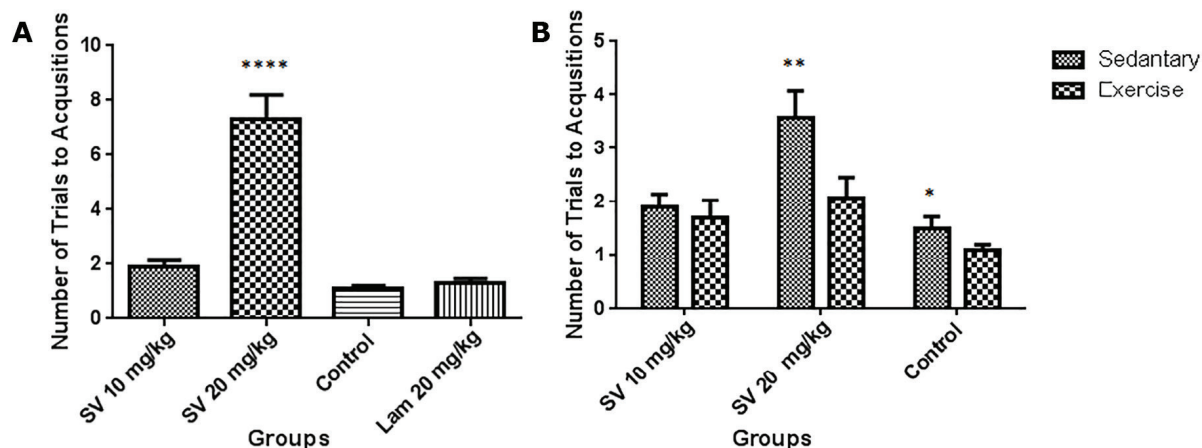 A
Number of Trials to Acqusitions
10
8
6
4
2
0
****
SV 10 mg/kg
SV 20 mg/kg
Control
Lam 20 mg/kg
Groups
B
Number of Trials to Acqusitions
5
4
3
2
1
0
**
*
SV 10 mg/kg
SV 20 mg/kg
Control
Groups
Sedantary
Exercise